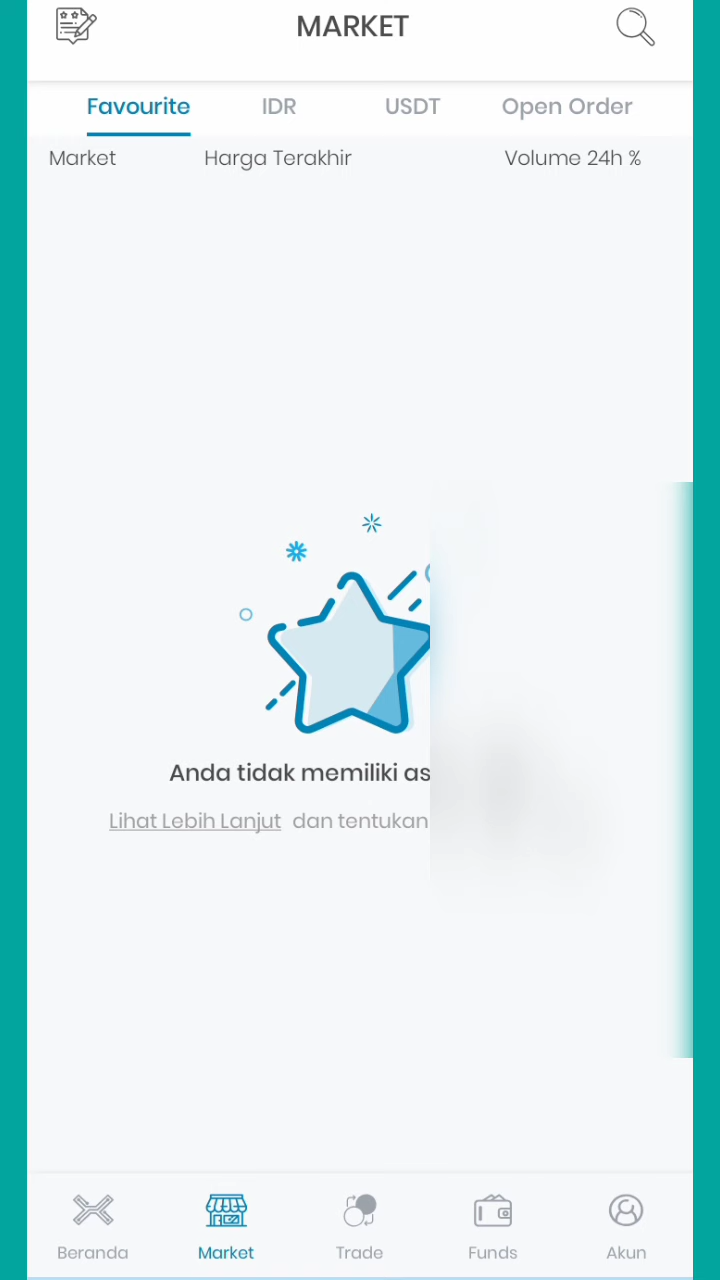 MARKET
Favourite IDR USDT Open Order
Market Harga Terakhir Volume 24h %
Anda tidak memiliki
Lihat Lebih Lanjut dan tentukan
Beranda Market Trade Funds Akun